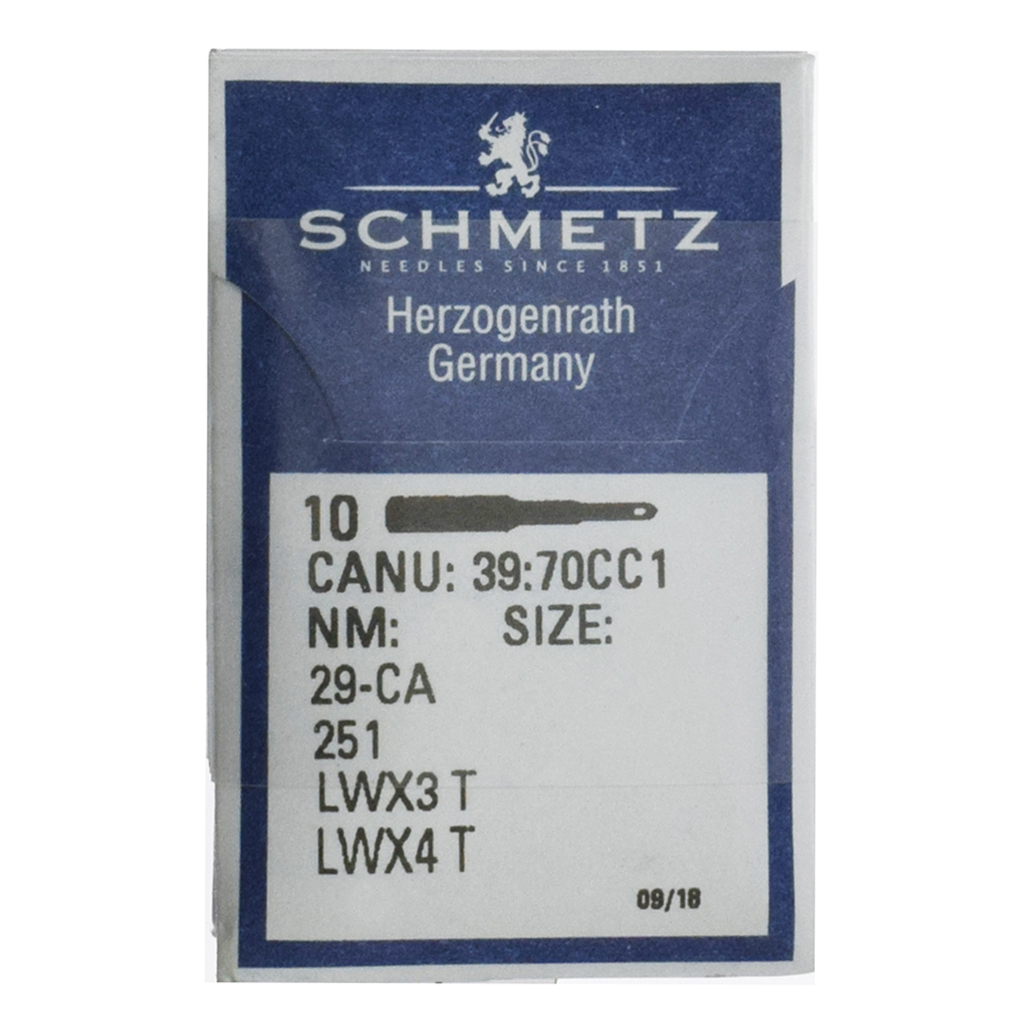 SCHMETZ
NEEDLES SINCE 1851
Herzogenrath
Germany
10
CANU: 39:70CC1
NM: SIZE:
29-CA
251
LWX3 T
LWX4 T
09/18